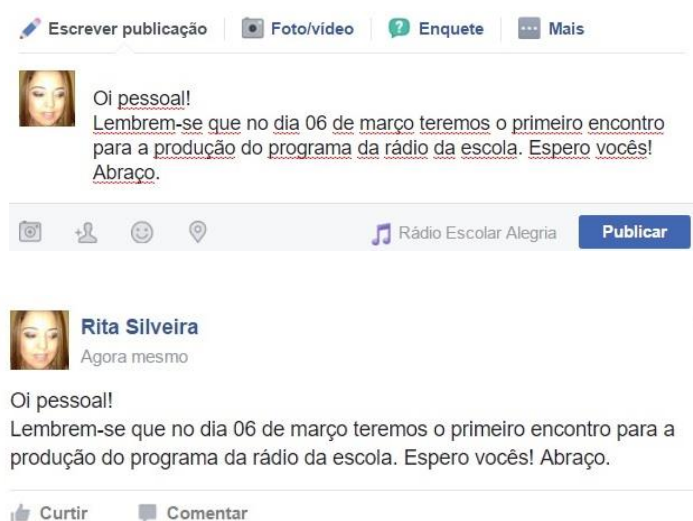 Escrever publicação Foto/vídeo Enquete Mais
Oi pessoal!
Lembrem-se que no dia 06 de março teremos o primeiro encontro
para a produção do programa da rádio da escola. Espero vocês!
Abraço.
Rádio Escolar Alegria Publicar
Rita Silveira
Agora mesmo
Oi pessoal!
Lembrem-se que no dia 06 de março teremos o primeiro encontro para a
produção do programa da rádio da escola. Espero vocês! Abraço.
Curtir Comentar